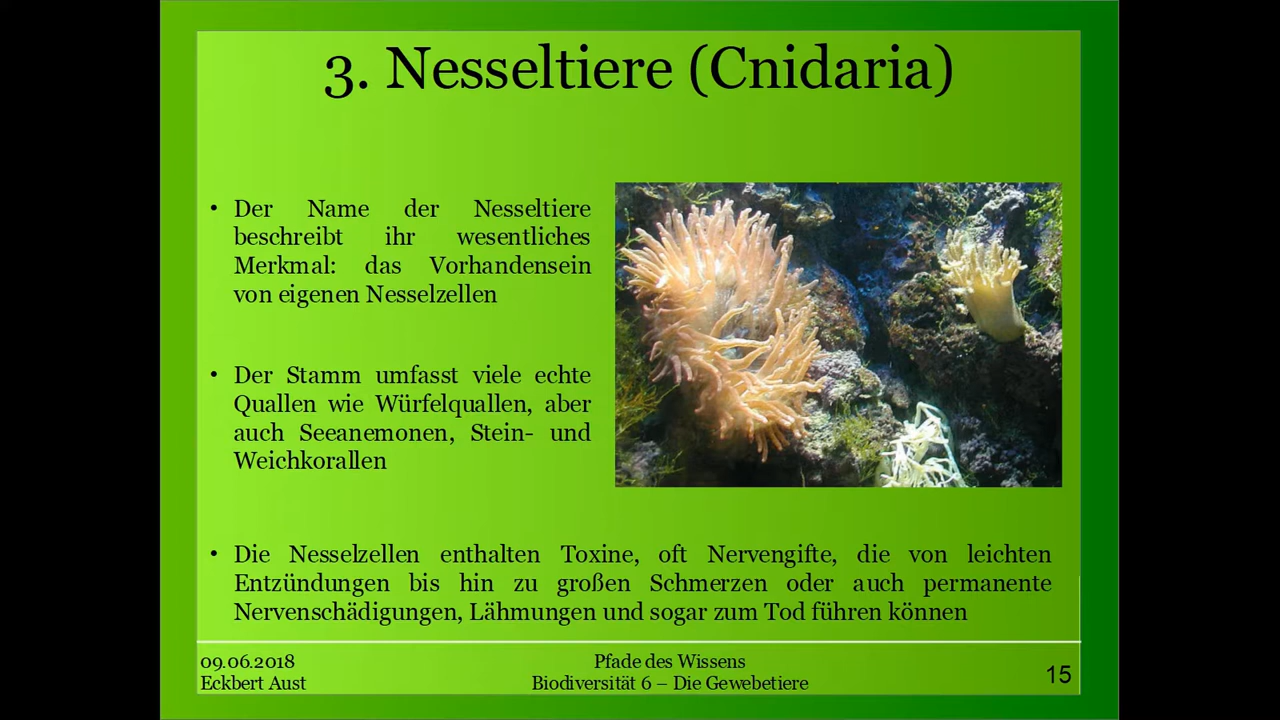 3. Nesseltiere (Cnidaria)
• Der Name der Nesseltiere
beschreibt ihr wesentliches
Merkmal: das Vorhandensein
von eigenen Nesselzellen
• Der Stamm umfasst viele echte
Quallen wie Würfelquallen, aber
auch Seeanemonen, Stein- und
Weichkorallen
• Die Nesselzellen enthalten Toxine, oft Nervengifte, die von leichten
Entzündungen bis hin zu großen Schmerzen oder auch permanente
Nervenschädigungen, Lähmungen und sogar zum Tod führen können
09.06.2018
Eckbert Aust
Pfade des Wissens
Biodiversität 6 – Die Gewebetiere
15